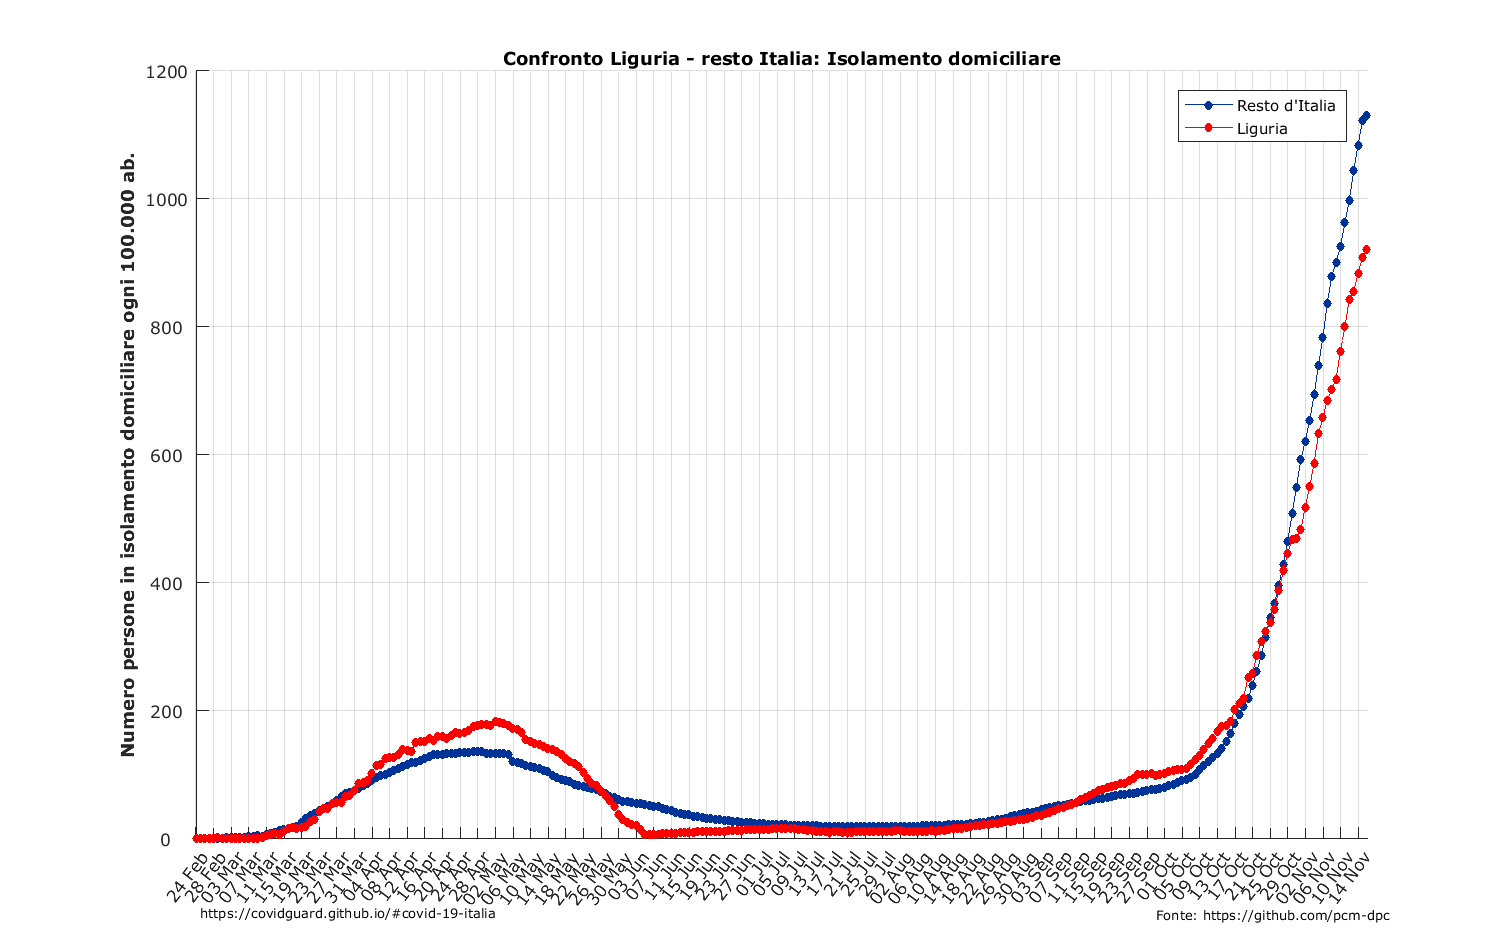 Confronto Liguria - resto Italia: Isolamento domiciliare
Numero persone in isolamento domiciliare ogni 100.000 ab.
1200
1000
800
600
400
200
0
Resto d'Italia
Liguria
24 Feb
28 Feb
03 Mar
07 Mar
11 Mar
15 Mar
19 Mar
23 Mar
27 Mar
31 Mar
04 Apr
08 Apr
12 Apr
16 Apr
20 Apr
24 Apr
28 Apr
02 May
06 May
10 May
14 May
18 May
22 May
26 May
30 May
03 Jun
07 Jun
11 Jun
15 Jun
19 Jun
23 Jun
27 Jun
01 Jul
05 Jul
09 Jul
13 Jul
17 Jul
21 Jul
25 Jul
29 Jul
02 Aug
06 Aug
10 Aug
14 Aug
18 Aug
22 Aug
26 Aug
30 Aug
03 Sep
07 Sep
11 Sep
15 Sep
19 Sep
23 Sep
27 Sep
01 Oct
05 Oct
09 Oct
13 Oct
17 Oct
21 Oct
25 Oct
29 Oct
02 Nov
06 Nov
10 Nov
14 Nov
https://covidguard.github.io/#covid-19-italia
Fonte: https://github.com/pcm-dpc